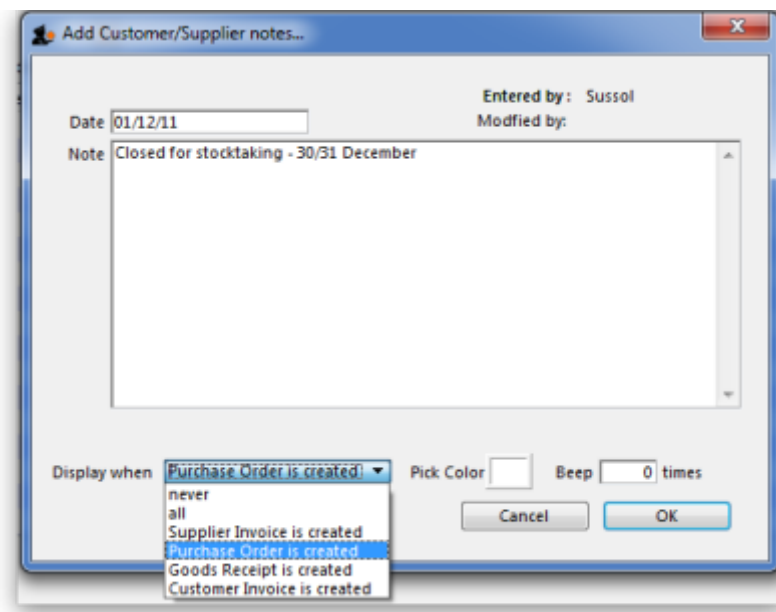 Add Customer/Supplier notes...
Entered by: Sussol
Date 01/12/11
Modfied by:
Note Closed for stocktaking - 30/31 December
Display when Purchase Order is created Pick Color Beep 0 times
never
all
Supplier Invoice is created
Purchase Order is created
Goods Receipt is created
Customer Invoice is created
Cancel OK